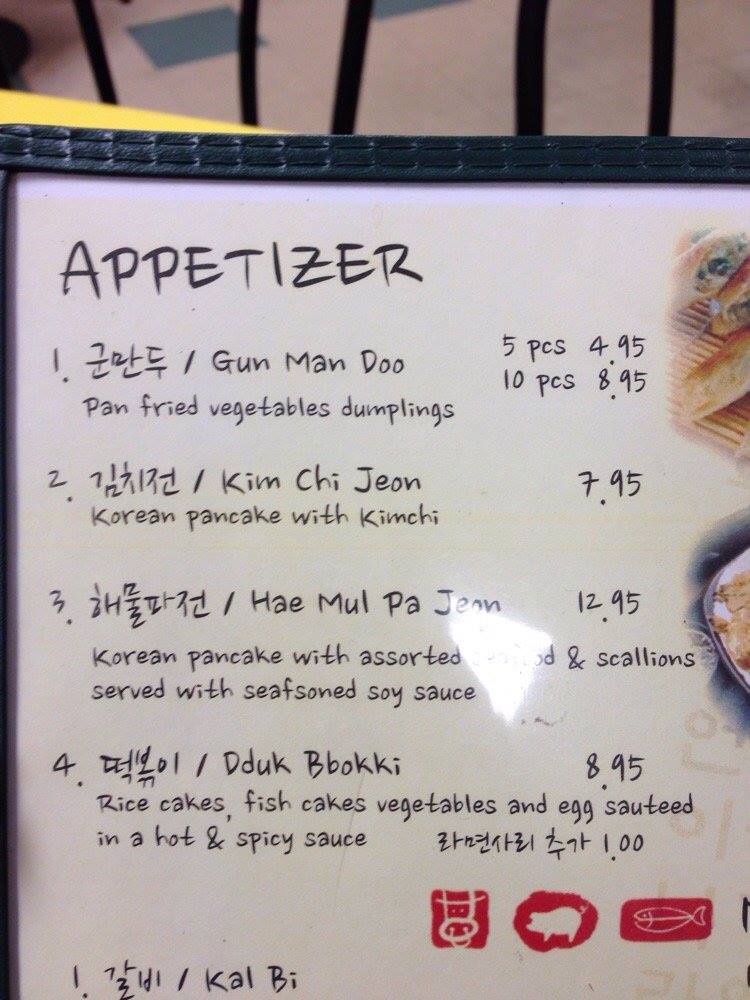 APPETIZER
1. 군만두 / Gun Man Doo 5 pcs 4.95
10 pcs 8.95
Pan fried vegetables dumplings
2. 김치전 / Kim Chi Jeon 7.95
Korean pancake with Kimchi
3. 해물파전 / Hae Mul Pa Jeon 12.95
Korean pancake with assorted & scallions
served with seafsoned soy sauce
4. 떡볶이 / Dduk Bbokki 8.95
Rice cakes, fish cakes vegetables and egg sauteed
in a hot & spicy sauce 라면사리 추가 1.00
1. 갈비 / Kal Bi